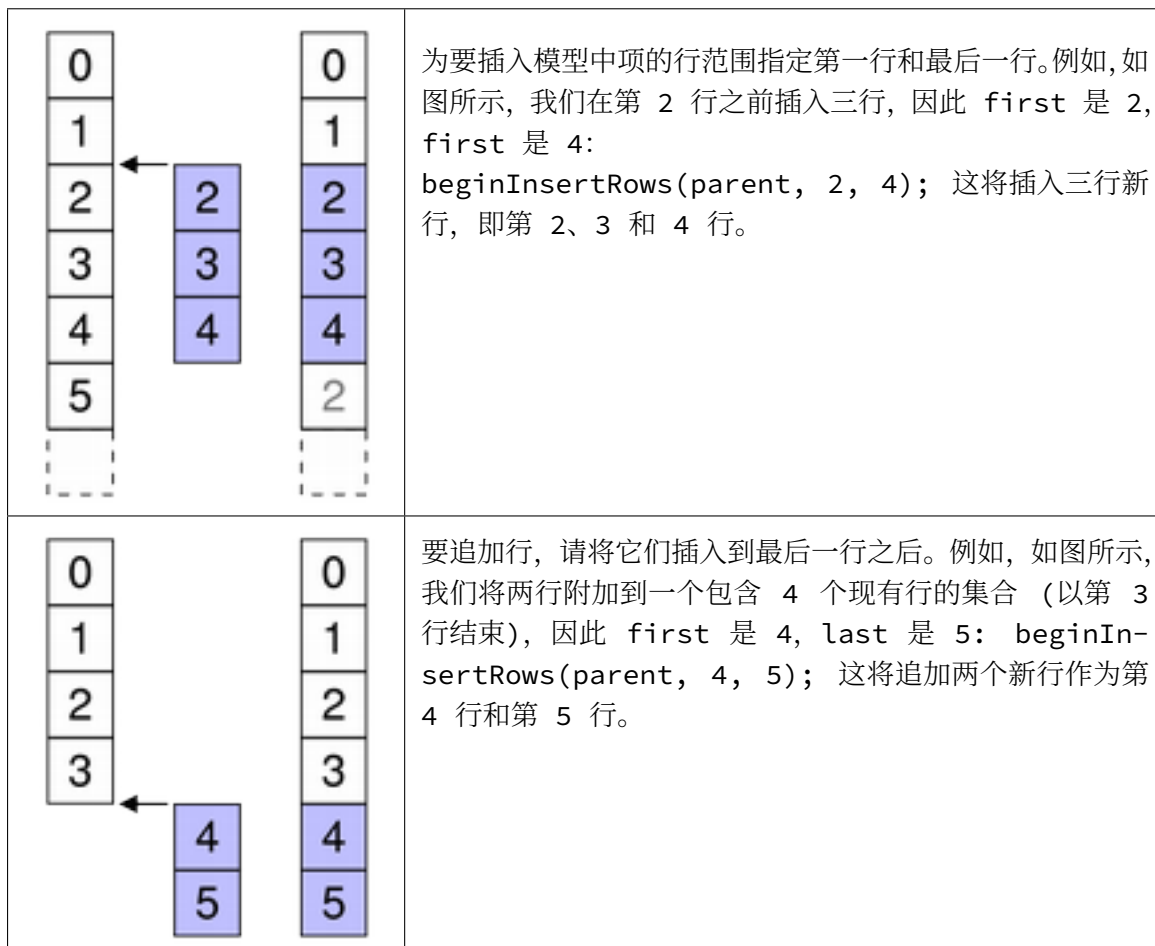 0
1
2
3
4
5
2
3
4
0
1
2
3
4
2
为要插入模型中项的行范围指定第一行和最后一行。例如,如
图所示, 我们在第 2 行之前插入三行, 因此 first 是 2,
first 是 4:
beginInsertRows(parent, 2, 4); 这将插入三行新
行, 即第 2、3 和 4 行。
0
1
2
3
4
5
0
1
2
3
4
5
要追加行, 请将它们插入到最后一行之后。例如, 如图所示,
我们将两行附加到一个包含 4 个现有行的集合 (以第 3
行结束), 因此 first 是 4, last 是 5: beginIn-
sertRows(parent, 4, 5); 这将追加两个新行作为第
4 行和第 5 行。